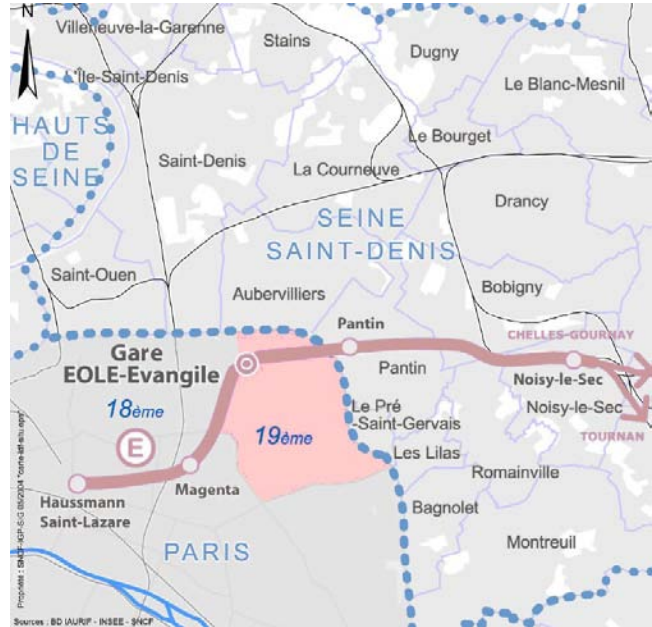 N
Villeneuve-la-Garenne
Stains
Dugny
L'Île-Saint-Denis
Le Blanc-Mesnil
HAUTS
DE
SEINE
Saint-Denis
Le Bourget
La Courneuve
Drancy
SEINE
SAINT-DENIS
Saint-Ouen
Bobigny
Aubervilliers
Pantin
CHELLES-GOURNAY
Gare
EOLE-Evangile
Pantin
Noisy-le-Sec
18ème
Le Pré
-Saint-Gervais
Noisy-le-Sec
19ème
TOURNAN
E
Les Lilas
Romainville
Magenta
Haussmann
Saint-Lazare
Bagnolet
Montreuil
PARIS
Sources : BD IAURIF - INSEE - SNCF